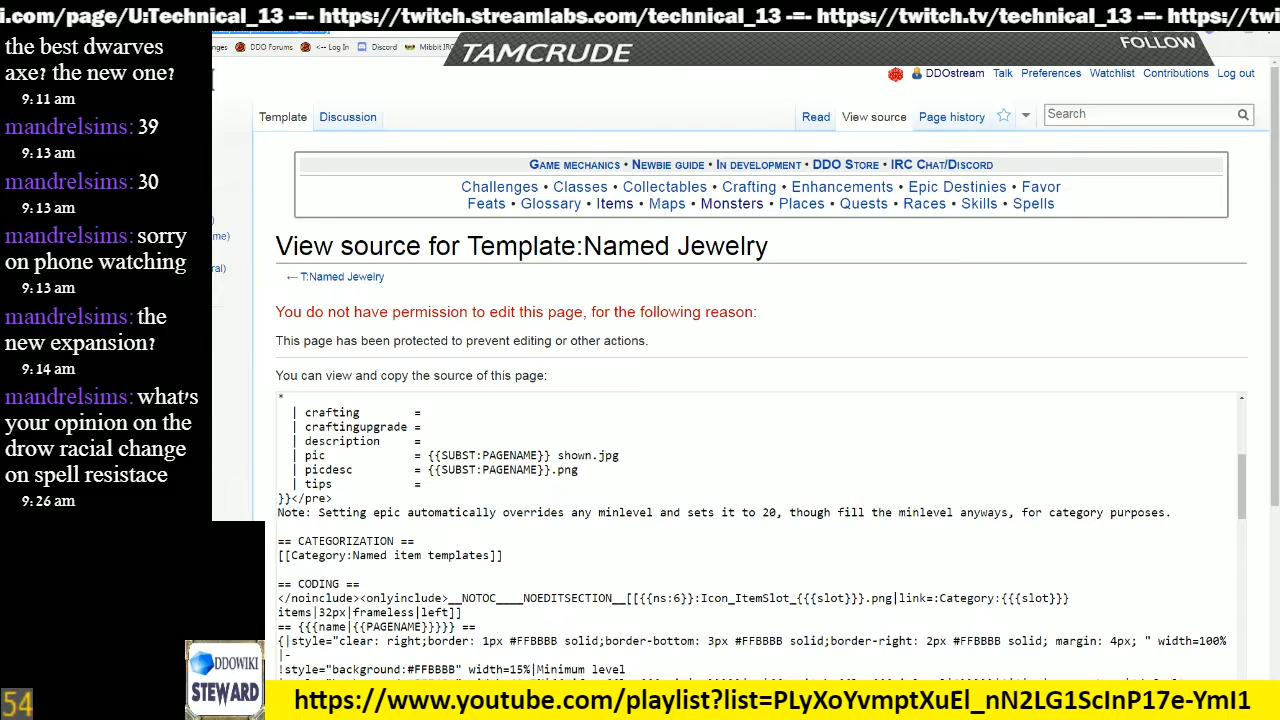 i.com/page/U:Technical_13 -=- https://twitch.streamlabs.com/technical_13 -=- https://twitch.tv/technical_13 -=- https://twi
the best dwarves
axe? the new one?
9:11 am
mandrelsims: 39
9:13 am
mandrelsims: 30
9:13 am
mandrelsims: sorry
on phone watching
9:13 am
mandrelsims: the
new expansion?
9:14 am
mandrelsims: what's
your opinion on the
drow racial change
on spell resistace
9:26 am
nges DDO Forums <-- Log In Discord Mibbit IRC
TAMCRUDE
FOLLOW
DDOstream Talk Preferences Watchlist Contributions Log out
Template Discussion Read View source Page history Search
Game mechanics • Newbie guide • In development • DDO Store • IRC Chat/Discord
Challenges • Classes • Collectables • Crafting • Enhancements • Epic Destinies • Favor
Feats • Glossary • Items • Maps • Monsters • Places • Quests • Races • Skills • Spells
me)
ral)
View source for Template:Named Jewelry
← T:Named Jewelry
You do not have permission to edit this page, for the following reason:
This page has been protected to prevent editing or other actions.
You can view and copy the source of this page:
*
| crafting =
| craftingupgrade =
| description =
| pic = {{SUBST:PAGENAME}} shown.jpg
| picdesc = {{SUBST:PAGENAME}}.png
| tips =
}}</pre>
Note: Setting epic automatically overrides any minlevel and sets it to 20, though fill the minlevel anyways, for category purposes.
== CATEGORIZATION ==
[[Category:Named item templates]]
== CODING ==
</noinclude><onlyinclude>__NOTOC____NOEDITSECTION__[[{{ns:6}}:Icon_ItemSlot_{{{slot}}}.png|link=:Category:{{{slot}}}
items|32px|frameless|left]]
== {{{name|{{PAGENAME}}}}} ==
{|style="clear: right;border: 1px #FFBBBB solid;border-bottom: 3px #FFBBBB solid;border-right: 2px #FFBBBB solid; margin: 4px; " width=100%
|-
!style="background:#FFBBBB" width=15%|Minimum level
DDOWIKI
STEWARD
54
https://www.youtube.com/playlist?list=PLyXoYvmptXuEl_nN2LG1ScInP17e-YmI1